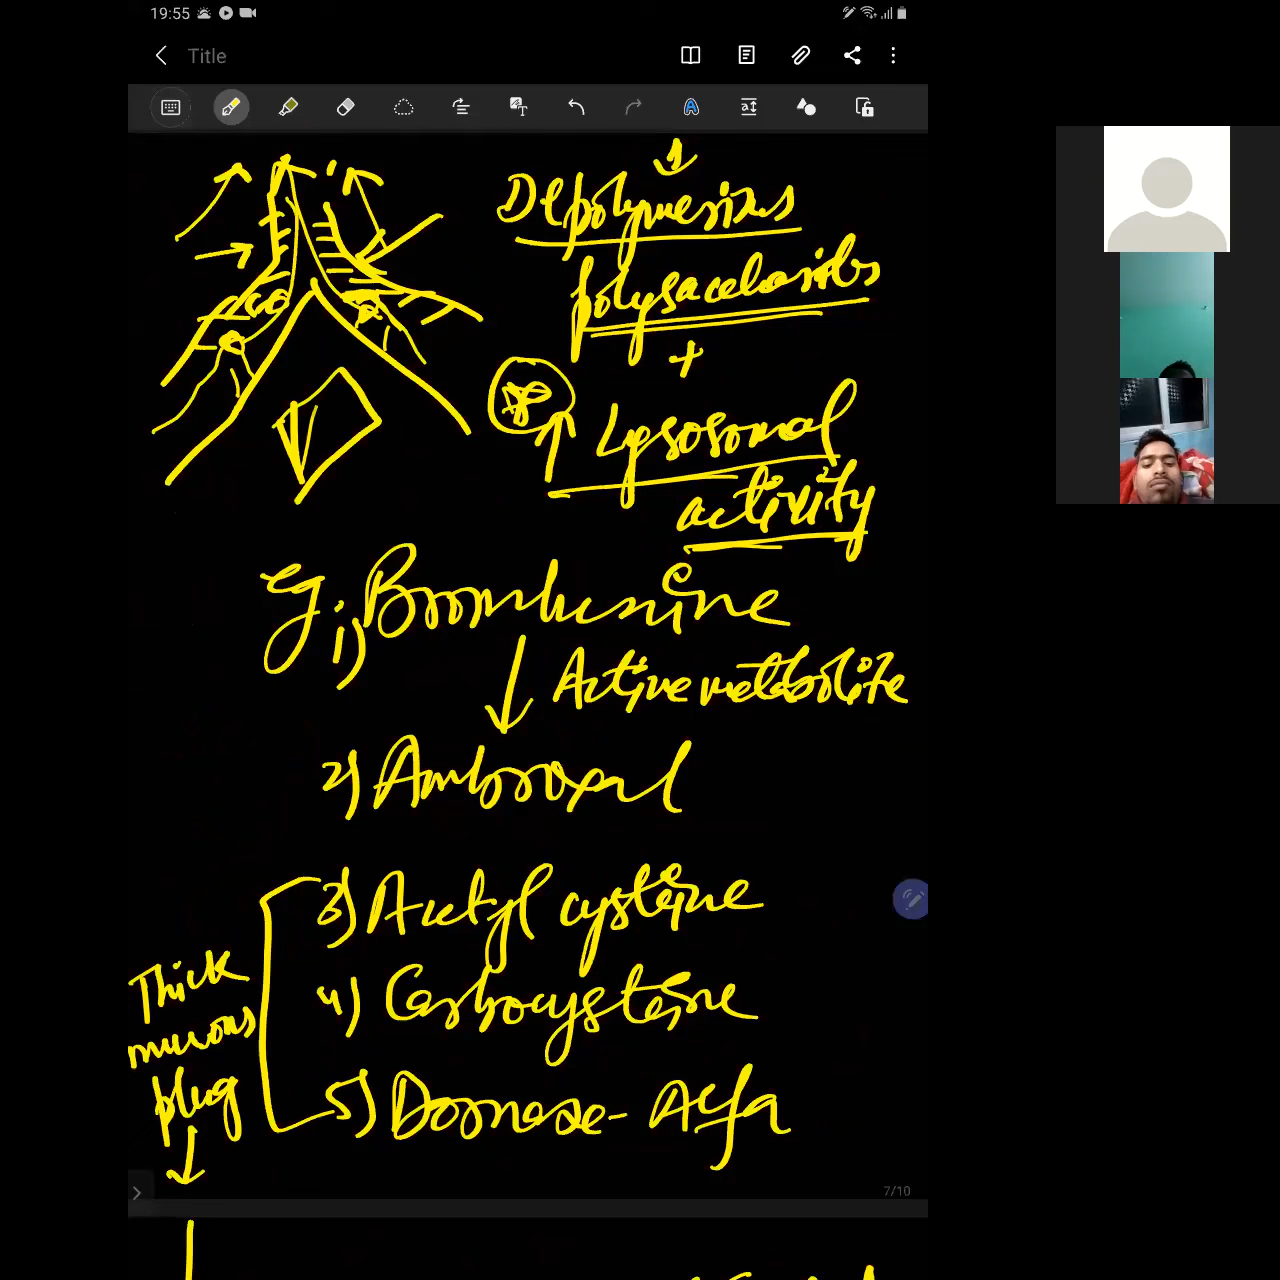 19:55
Title
Depolymerizes
polysaccharides
+
Lysosomal
activity
eg. 1) Bromhexine
Active metabolite
2) Ambroxal
3) Acetyl cysteine
4) Carbocysteine
5) Dornase-Alfa
Thick
mucous
plug
7/10